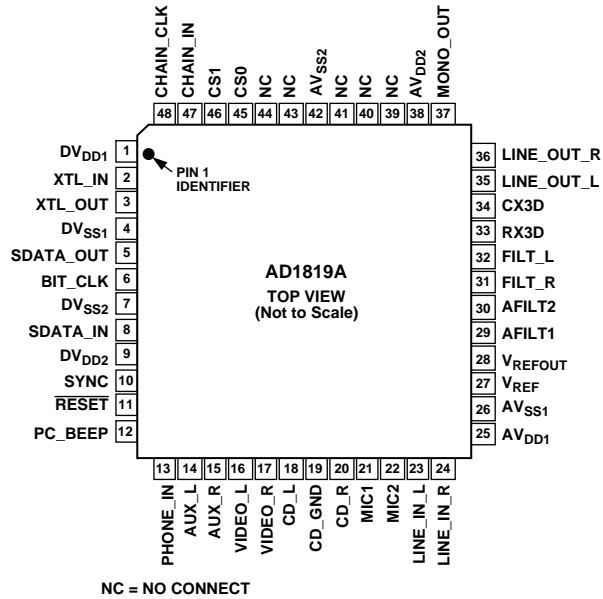 CHAIN_CLK
CHAIN_IN
CS1
CS0
NC
NC
AVSS2
NC
NC
NC
AVDD2
MONO_OUT
48 47 46 45 44 43 42 41 40 39 38 37
DVDD1 1
XTL_IN 2
XTL_OUT 3
DVSS1 4
SDATA_OUT 5
BIT_CLK 6
DVSS2 7
SDATA_IN 8
DVDD2 9
SYNC 10
RESET 11
PC_BEEP 12
PIN 1
IDENTIFIER
AD1819A
TOP VIEW
(Not to Scale)
36 LINE_OUT_R
35 LINE_OUT_L
34 CX3D
33 RX3D
32 FILT_L
31 FILT_R
30 AFILT2
29 AFILT1
28 VREFOUT
27 VREF
26 AVSS1
25 AVDD1
13 14 15 16 17 18 19 20 21 22 23 24
PHONE_IN
AUX_L
AUX_R
VIDEO_L
VIDEO_R
CD_L
CD_GND
CD_R
MIC1
MIC2
LINE_IN_L
LINE_IN_R
NC = NO CONNECT